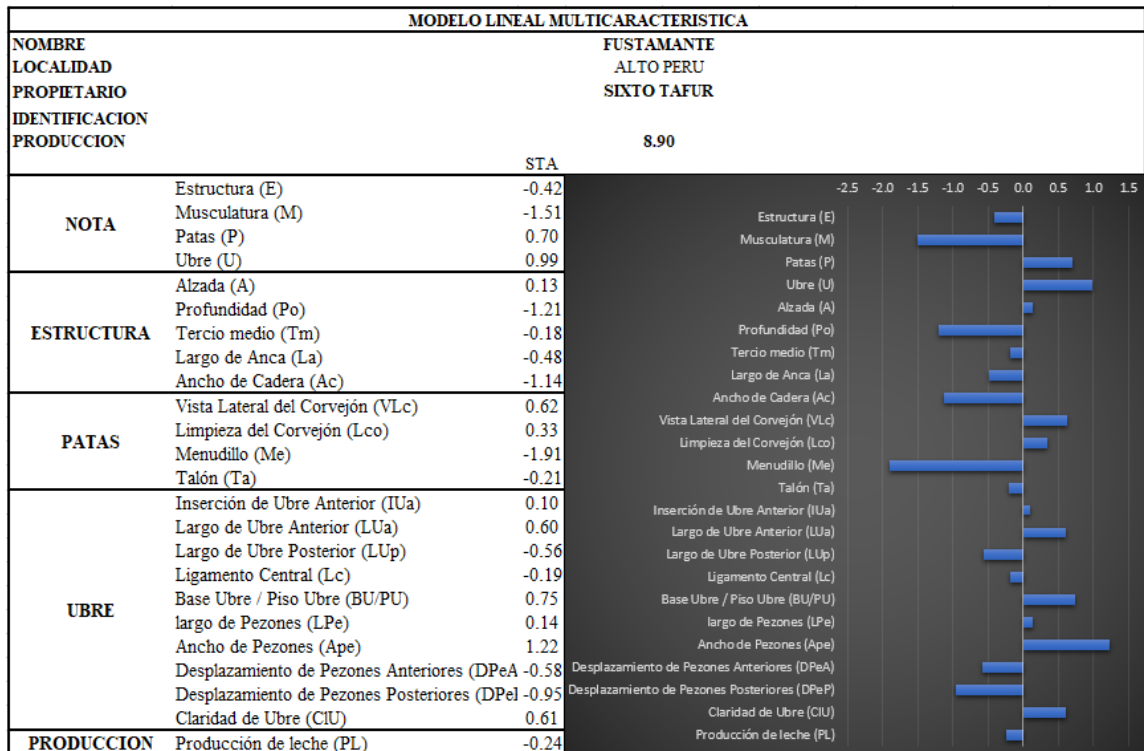 MODELO LINEAL MULTICARACTERISTICA
NOMBRE FUSTAMANTE
LOCALIDAD ALTO PERU
PROPIETARIO SIXTO TAFUR
IDENTIFICACION
PRODUCCION 8.90
STA
NOTA
Estructura (E) -0.42
Musculatura (M) -1.51
Patas (P) 0.70
Ubre (U) 0.99
ESTRUCTURA
Alzada (A) 0.13
Profundidad (Po) -1.21
Tercio medio (Tm) -0.18
Largo de Anca (La) -0.48
Ancho de Cadera (Ac) -1.14
PATAS
Vista Lateral del Corvejón (VLc) 0.62
Limpieza del Corvejón (Lco) 0.33
Menudillo (Me) -1.91
Talón (Ta) -0.21
UBRE
Inserción de Ubre Anterior (IUa) 0.10
Largo de Ubre Anterior (LUa) 0.60
Largo de Ubre Posterior (LUp) -0.56
Ligamento Central (Lc) -0.19
Base Ubre / Piso Ubre (BU/PU) 0.75
largo de Pezones (LPe) 0.14
Ancho de Pezones (Ape) 1.22
Desplazamiento de Pezones Anteriores (DPeA -0.58
Desplazamiento de Pezones Posteriores (DPel -0.95
Claridad de Ubre (ClU) 0.61
PRODUCCION Producción de leche (PL) -0.24
-2.5 -2.0 -1.5 -1.0 -0.5 0.0 0.5 1.0 1.5
Estructura (E)
Musculatura (M)
Patas (P)
Ubre (U)
Alzada (A)
Profundidad (Po)
Tercio medio (Tm)
Largo de Anca (La)
Ancho de Cadera (Ac)
Vista Lateral del Corvejón (VLc)
Limpieza del Corvejón (Lco)
Menudillo (Me)
Talón (Ta)
Inserción de Ubre Anterior (IUa)
Largo de Ubre Anterior (LUa)
Largo de Ubre Posterior (LUp)
Ligamento Central (Lc)
Base Ubre / Piso Ubre (BU/PU)
largo de Pezones (LPe)
Ancho de Pezones (Ape)
Desplazamiento de Pezones Anteriores (DPeA)
Desplazamiento de Pezones Posteriores (DPeP)
Claridad de Ubre (ClU)
Producción de leche (PL)